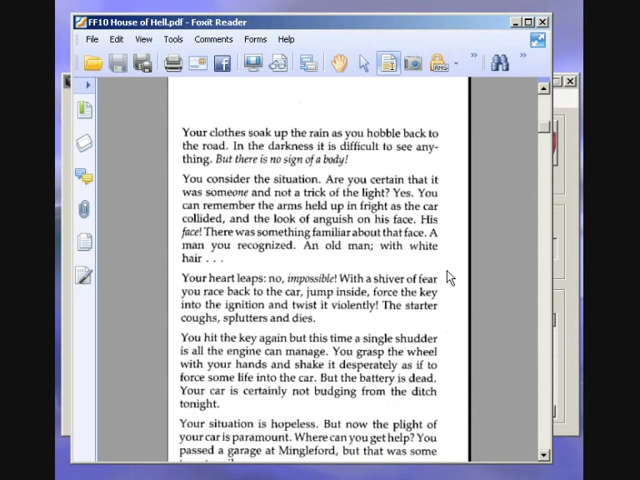 FF10 House of Hell.pdf - Foxit Reader
File Edit View Tools Comments Forms Help
Your clothes soak up the rain as you hobble back to
the road. In the darkness it is difficult to see any-
thing. But there is no sign of a body!
You consider the situation. Are you certain that it
was someone and not a trick of the light? Yes. You
can remember the arms held up in fright as the car
collided, and the look of anguish on his face. His
face! There was something familiar about that face. A
man you recognized. An old man; with white
hair . . .
Your heart leaps: no, impossible! With a shiver of fear
you race back to the car, jump inside, force the key
into the ignition and twist it violently! The starter
coughs, splutters and dies.
You hit the key again but this time a single shudder
is all the engine can manage. You grasp the wheel
with your hands and shake it desperately as if to
force some life into the car. But the battery is dead.
Your car is certainly not budging from the ditch
tonight.
Your situation is hopeless. But now the plight of
your car is paramount. Where can you get help? You
passed a garage at Mingleford, but that was some